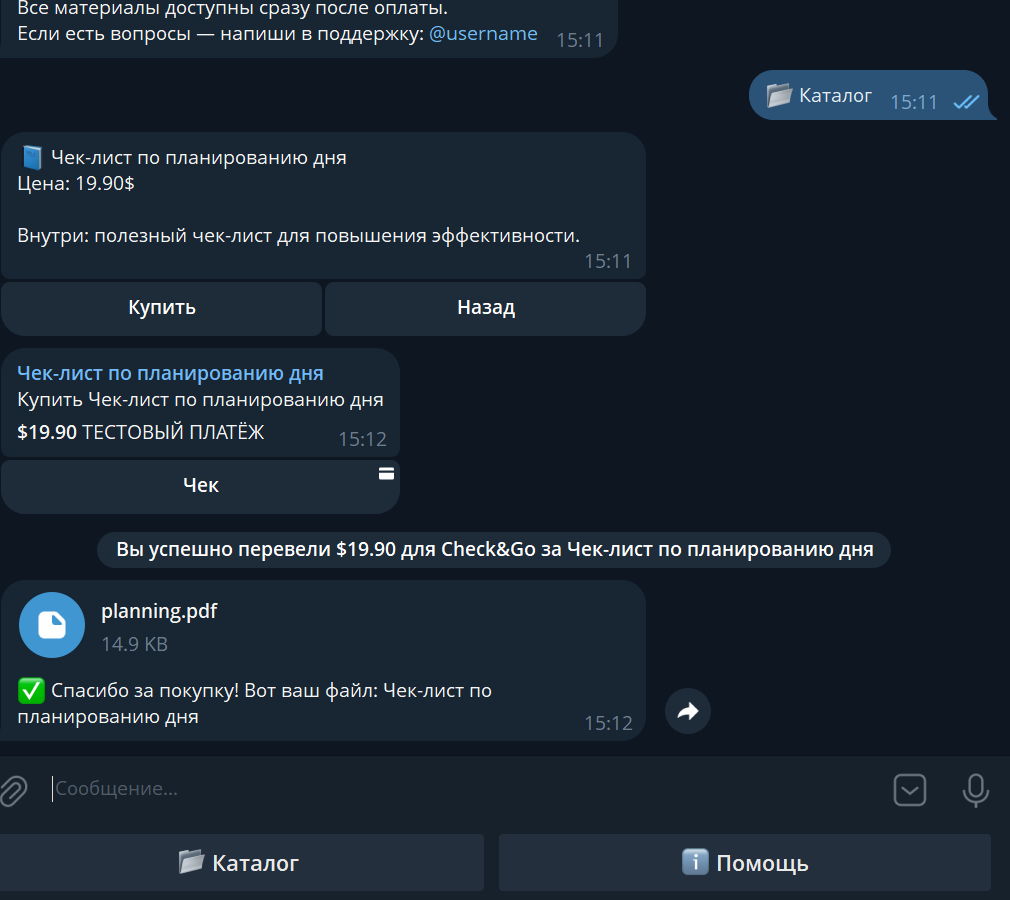 Все материалы доступны сразу после оплаты.
Если есть вопросы — напиши в поддержку: @username 15:11
Каталог 15:11
Чек-лист по планированию дня
Цена: 19.90$
Внутри: полезный чек-лист для повышения эффективности.
15:11
Купить Назад
Чек-лист по планированию дня
Купить Чек-лист по планированию дня
$19.90 ТЕСТОВЫЙ ПЛАТЁЖ 15:12
Чек
Вы успешно перевели $19.90 для Check&Go за Чек-лист по планированию дня
planning.pdf
14.9 KB
Спасибо за покупку! Вот ваш файл: Чек-лист по
планированию дня 15:12
Сообщение...
Каталог Помощь